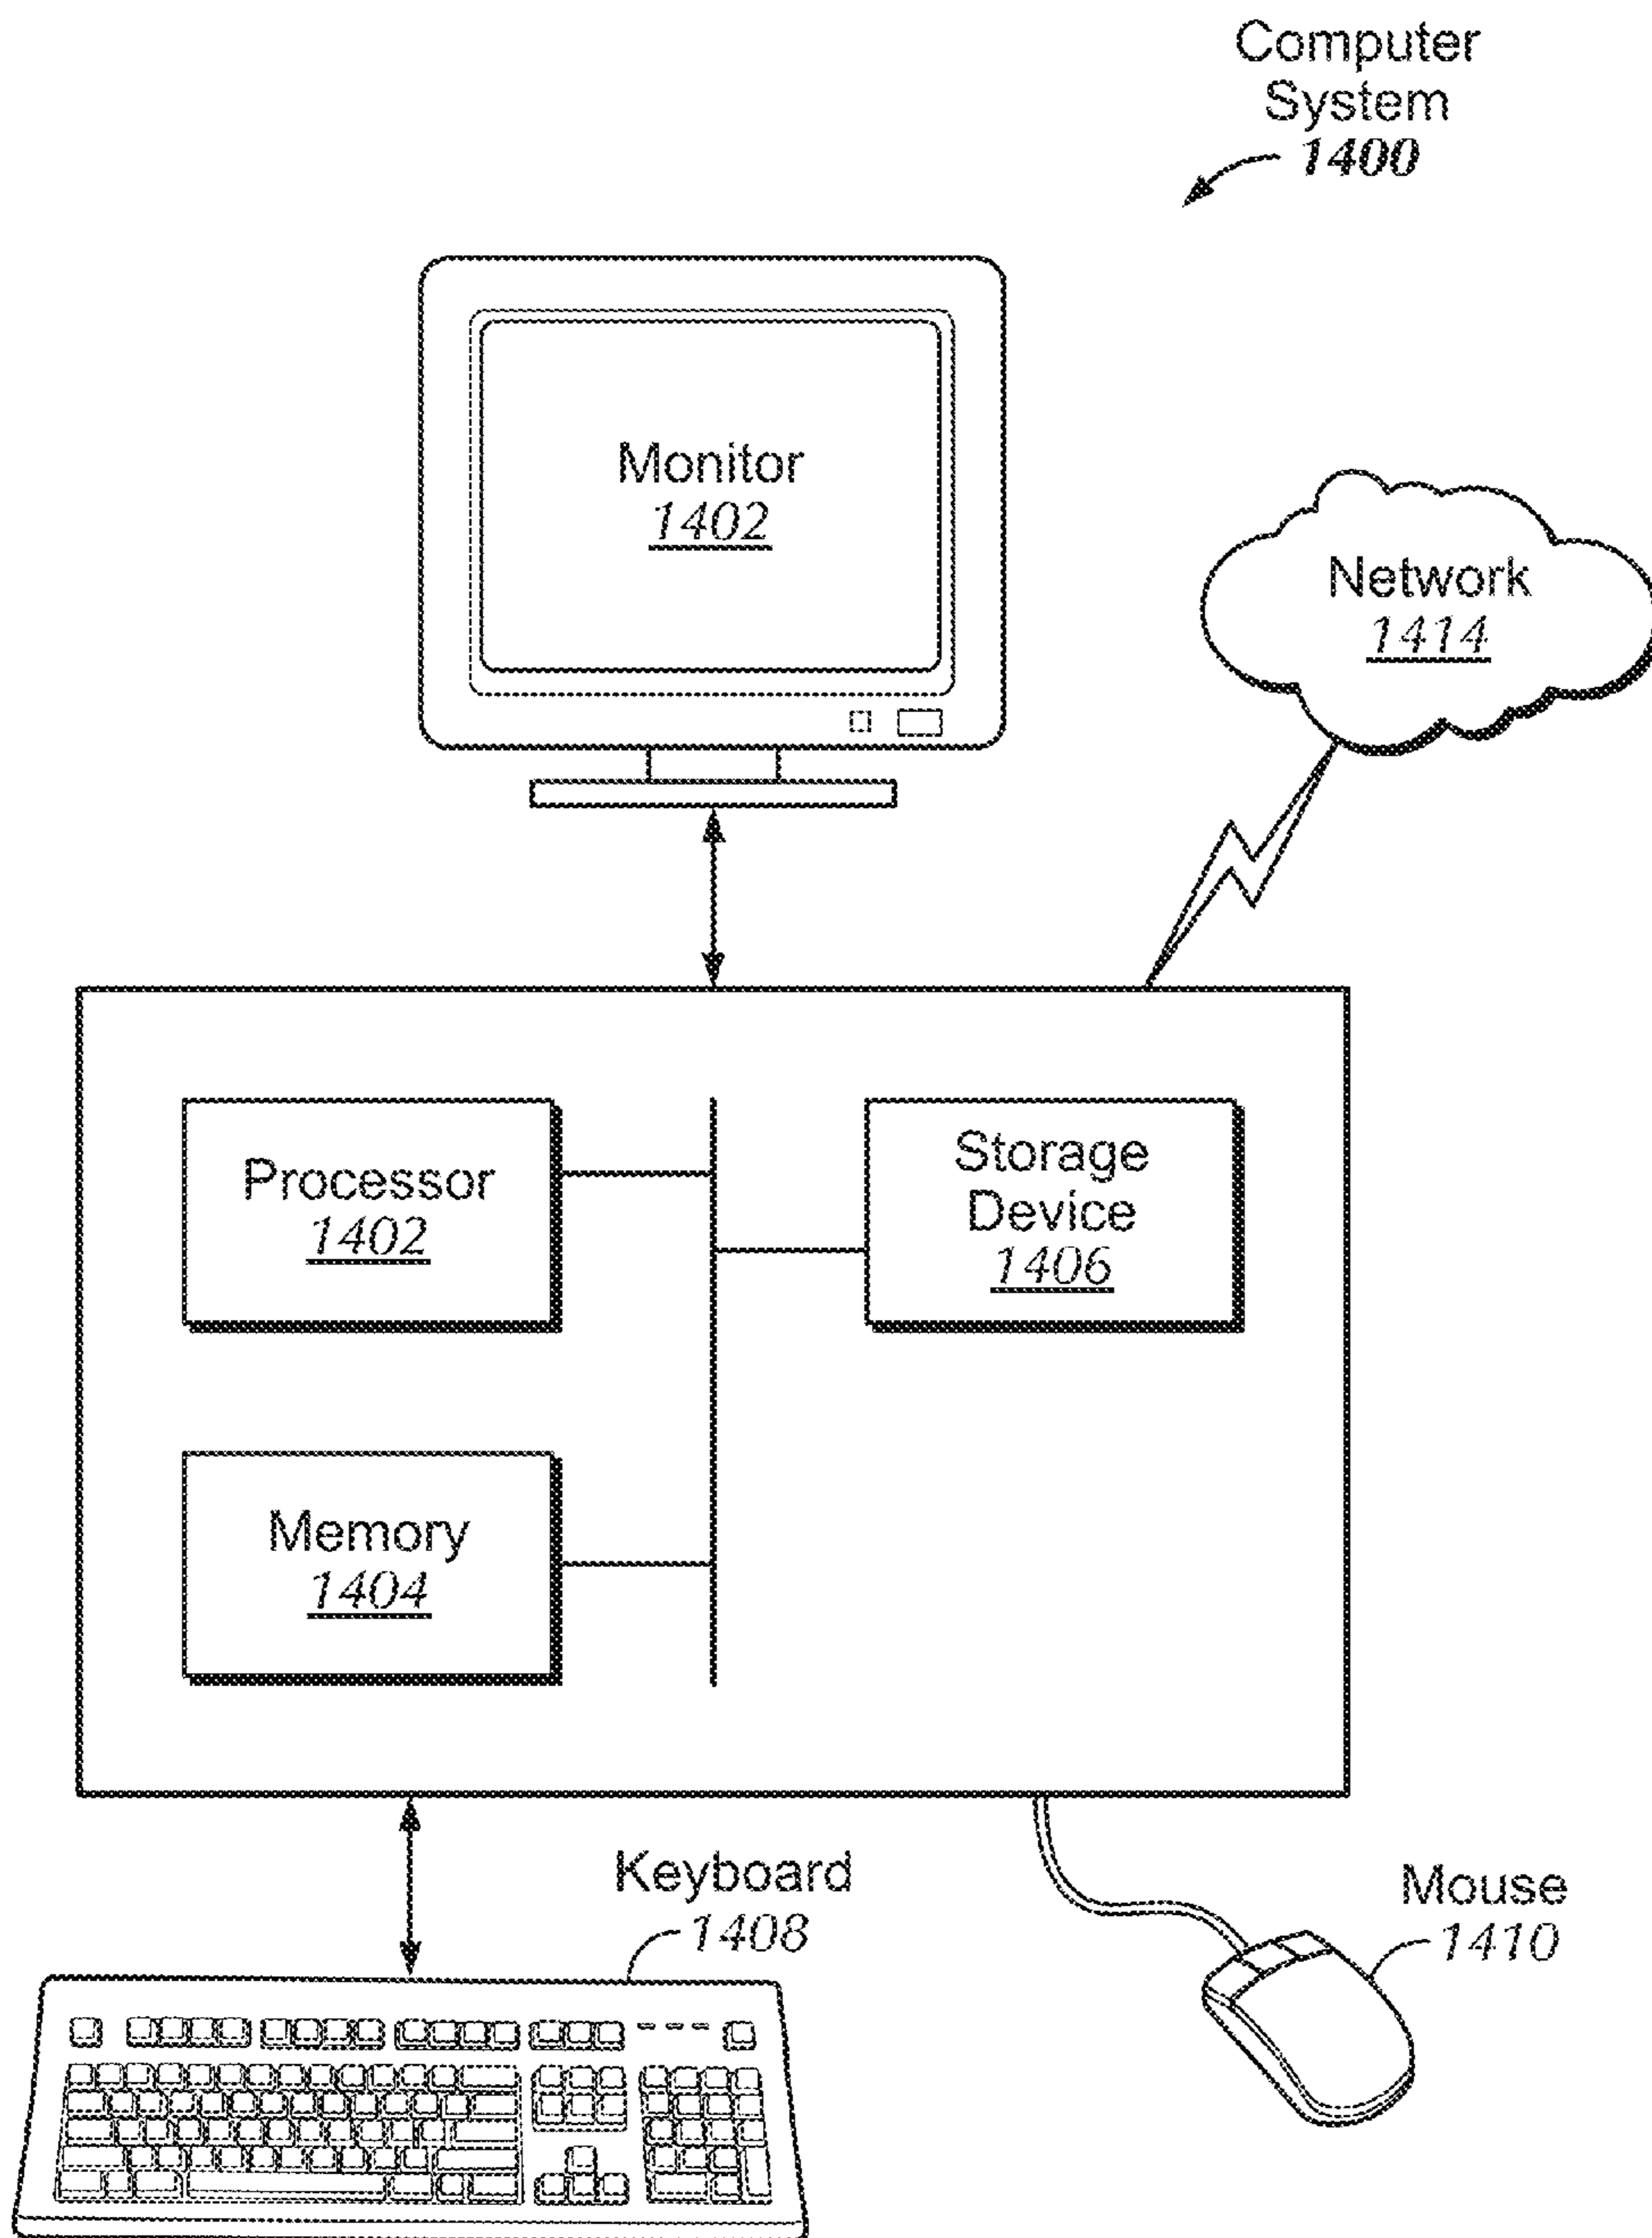 Computer
System
1400
Monitor
1402
Network
1414
Processor
1402
Storage
Device
1406
Memory
1404
Keyboard
1408
Mouse
1410